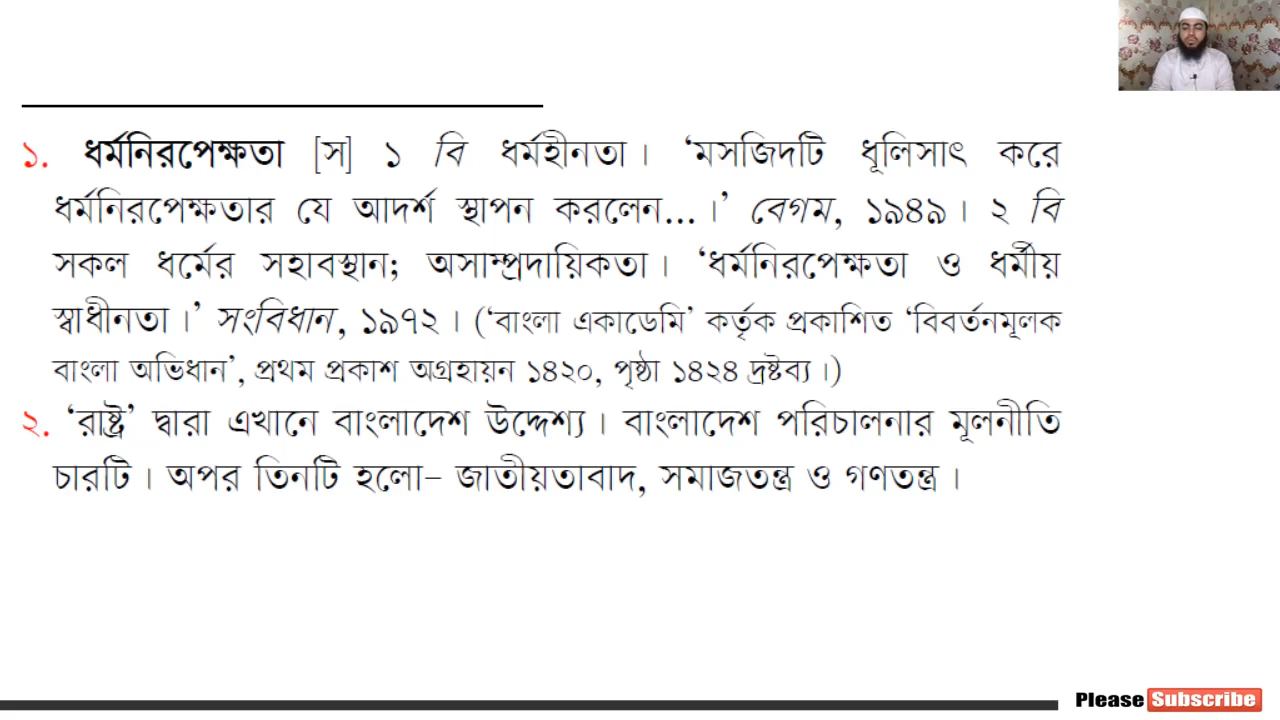 ১. ধর্মনিরপেক্ষতা [স] ১ বি ধর্মহীনতা। ‘মসজিদটি ধূলিসাৎ করে
ধর্মনিরপেক্ষতার যে আদর্শ স্থাপন করলেন...।’ বেগম, ১৯৪৯। ২ বি
সকল ধর্মের সহাবস্থান; অসাম্প্রদায়িকতা। ‘ধর্মনিরপেক্ষতা ও ধর্মীয়
স্বাধীনতা।’ সংবিধান, ১৯৭২। (‘বাংলা একাডেমি’ কর্তৃক প্রকাশিত ‘বিবর্তনমূলক
বাংলা অভিধান’, প্রথম প্রকাশ অগ্রহায়ন ১৪২০, পৃষ্ঠা ১৪২৪ দ্রষ্টব্য।)
২. ‘রাষ্ট্র’ দ্বারা এখানে বাংলাদেশ উদ্দেশ্য। বাংলাদেশ পরিচালনার মূলনীতি
চারটি। অপর তিনটি হলো– জাতীয়তাবাদ, সমাজতন্ত্র ও গণতন্ত্র।
Please Subscribe